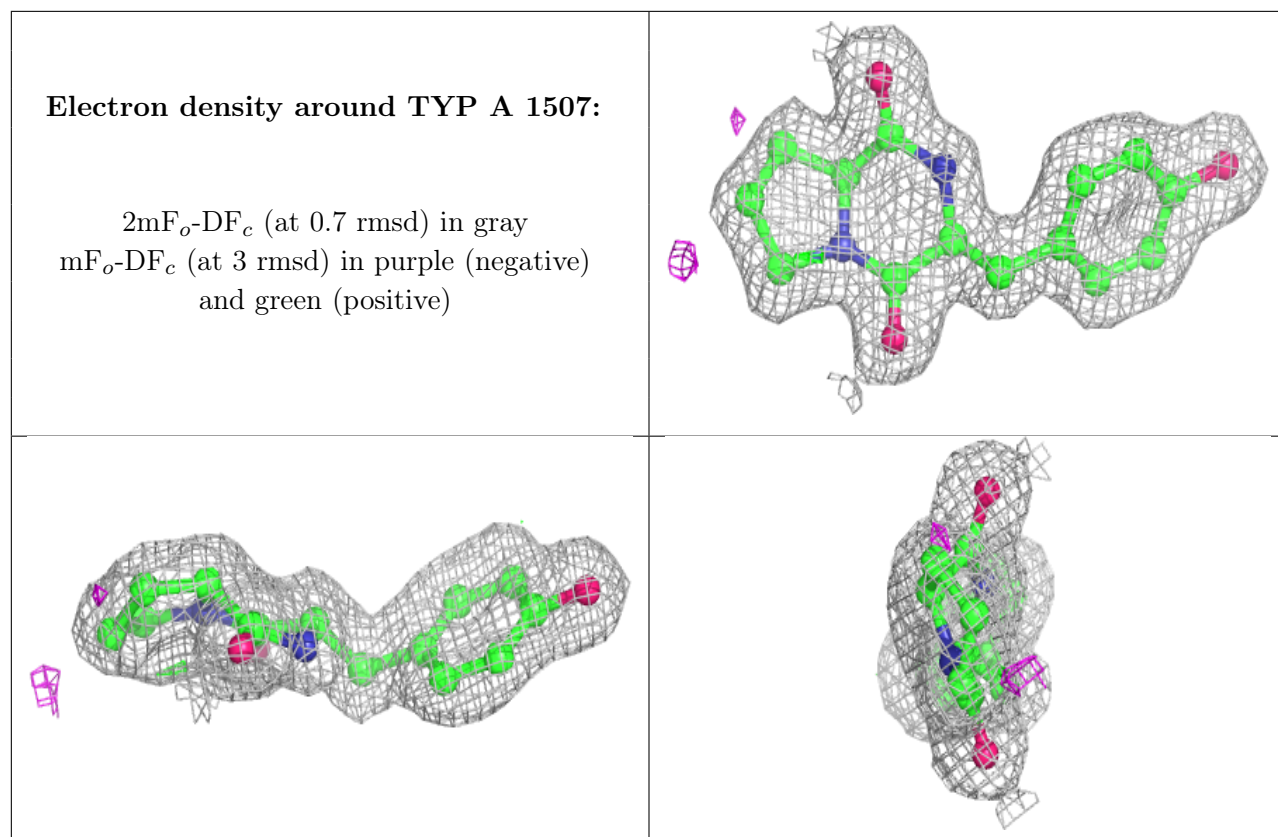 Electron density around TYP A 1507:
2mFo-DFc (at 0.7 rmsd) in gray
mFo-DFc (at 3 rmsd) in purple (negative)
and green (positive)